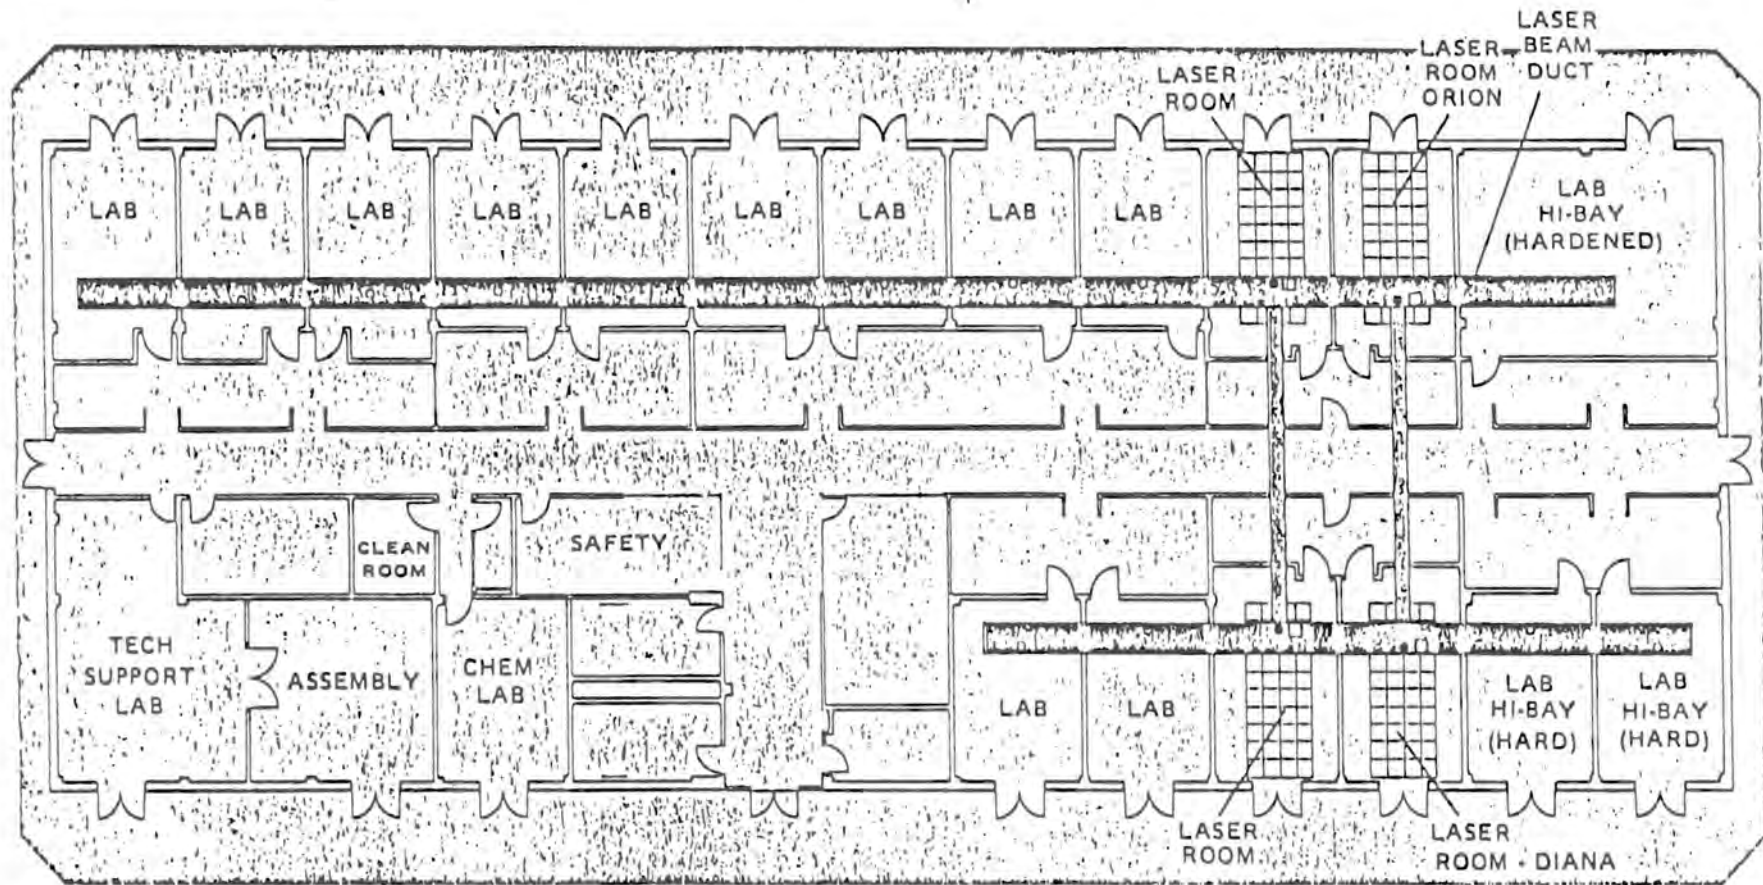 LASER
ROOM
LASER
ROOM
ORION
LASER
BEAM
DUCT
LAB
LAB
LAB
LAB
LAB
LAB
LAB
LAB
LAB
LAB
HI-BAY
(HARDENED)
CLEAN
ROOM
SAFETY
TECH
SUPPORT
LAB
ASSEMBLY
CHEM
LAB
LAB
LAB
LAB
HI-BAY
(HARD)
LAB
HI-BAY
(HARD)
LASER
ROOM
LASER
ROOM - DIANA